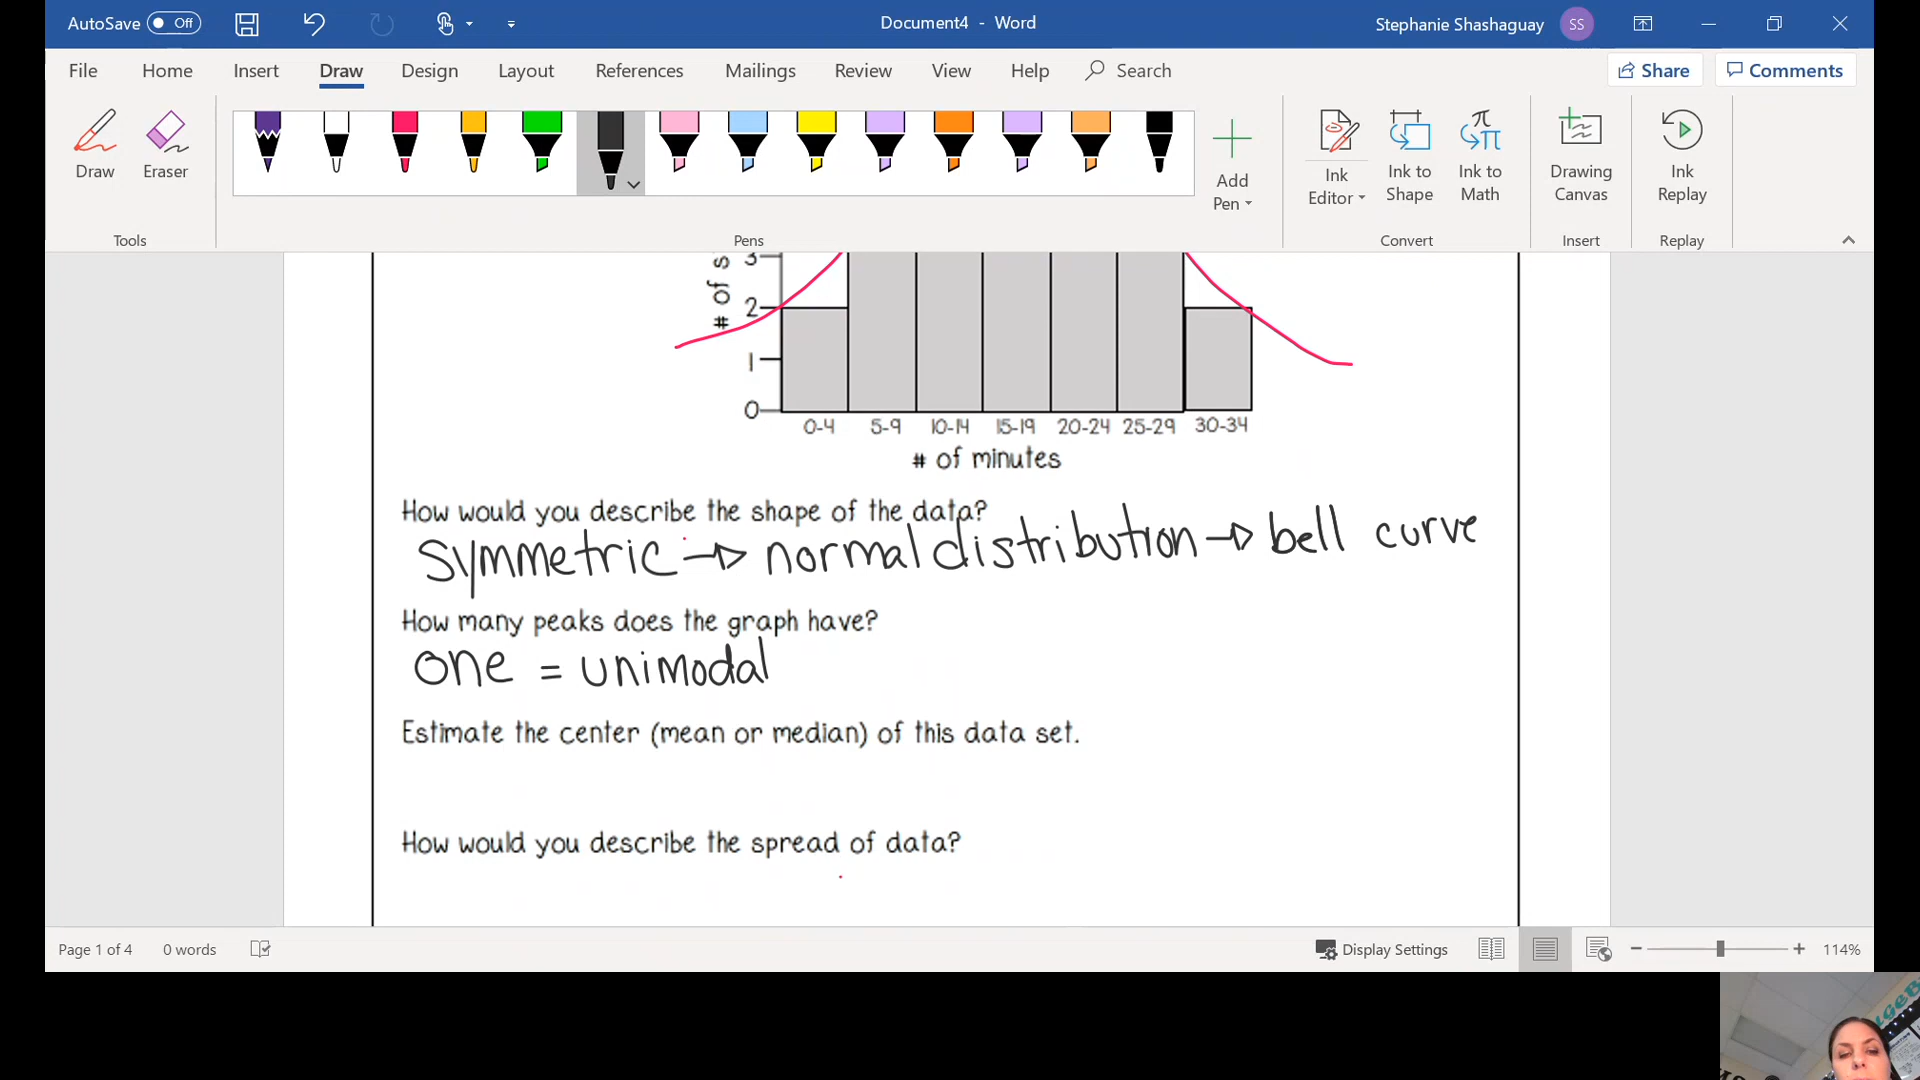 AutoSave Off Document4 - Word Stephanie Shashaguay SS
File Home Insert Draw Design Layout References Mailings Review View Help Search Share Comments
Draw Eraser Add Pen Ink Editor Ink to Shape Ink to Math Drawing Canvas Ink Replay
Tools Pens Convert Insert Replay
# of s
3
2
1
0
0-4 5-9 10-14 15-19 20-24 25-29 30-34
# of minutes
How would you describe the shape of the data?
Symmetric → normal distribution → bell curve
How many peaks does the graph have?
one = unimodal
Estimate the center (mean or median) of this data set.
How would you describe the spread of data?
Page 1 of 4 0 words Display Settings 114%